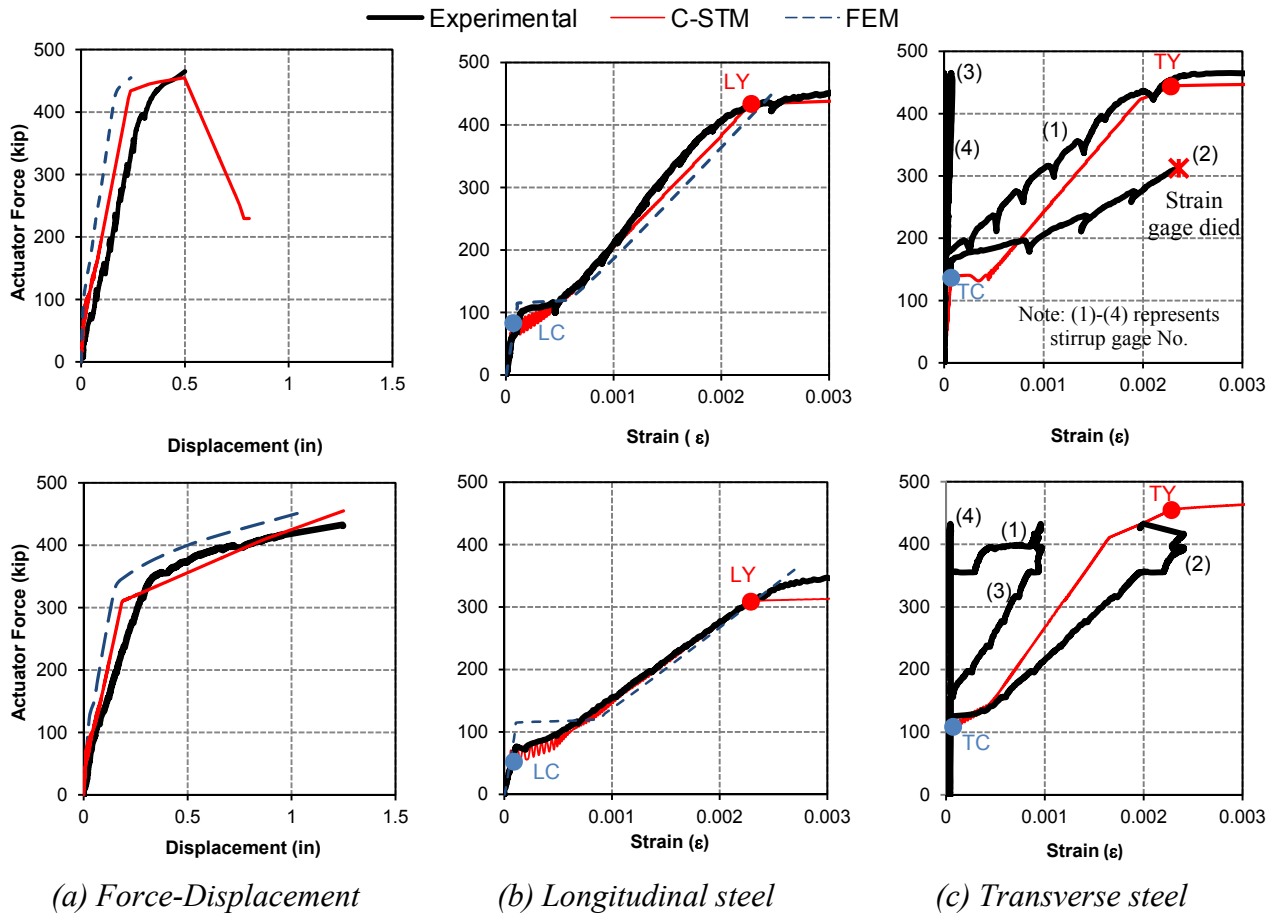 Experimental C-STM FEM
Actuator Force (kip)
500
400
300
200
100
0
0 0.5 1 1.5
Displacement (in)
500
400
300
200
100
0
LY
LC
0 0.001 0.002 0.003
Strain ( ε)
500
400
300
200
100
0
(3)
TY
(1)
(4)
(2)
Strain
gage died
TC
Note: (1)-(4) represents
stirrup gage No.
0 0.001 0.002 0.003
Strain (ε)
Actuator Force (kip)
500
400
300
200
100
0
0 0.5 1 1.5
Displacement (in)
500
400
300
200
100
0
LY
LC
0 0.001 0.002 0.003
Strain (ε)
500
400
300
200
100
0
TY
(4)
(1)
(2)
(3)
TC
0 0.001 0.002 0.003
Strain (ε)
(a) Force-Displacement
(b) Longitudinal steel
(c) Transverse steel